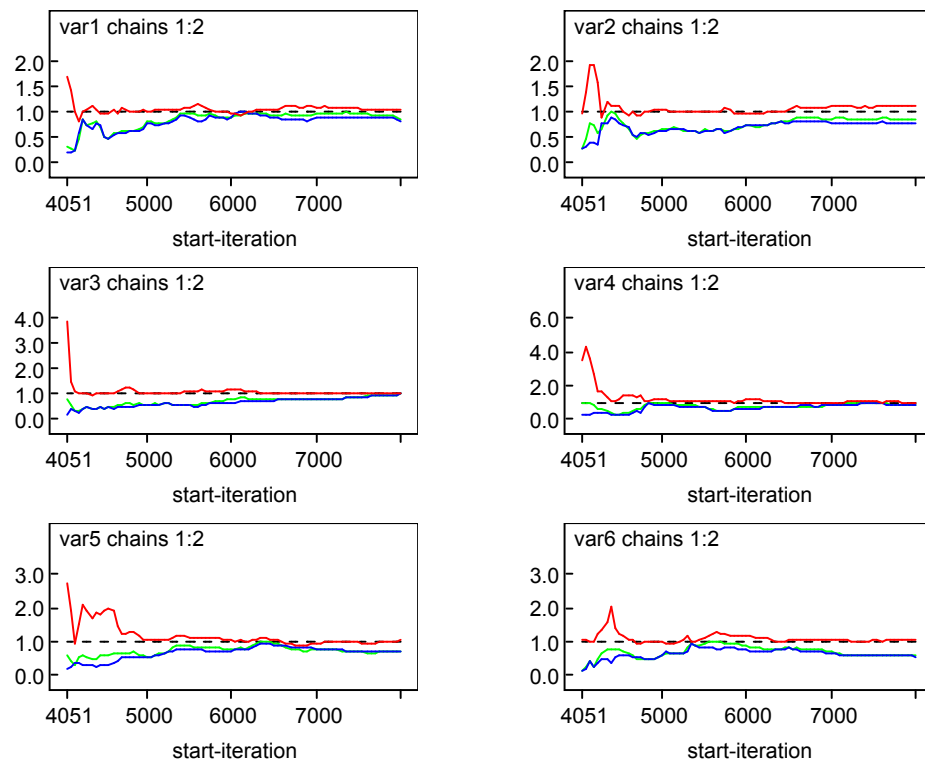 var1 chains 1:2
2.0
1.5
1.0
0.5
0.0
4051 5000 6000 7000
start-iteration
var2 chains 1:2
2.0
1.5
1.0
0.5
0.0
4051 5000 6000 7000
start-iteration
var3 chains 1:2
4.0
3.0
2.0
1.0
0.0
4051 5000 6000 7000
start-iteration
var4 chains 1:2
6.0
4.0
2.0
0.0
4051 5000 6000 7000
start-iteration
var5 chains 1:2
3.0
2.0
1.0
0.0
4051 5000 6000 7000
start-iteration
var6 chains 1:2
3.0
2.0
1.0
0.0
4051 5000 6000 7000
start-iteration